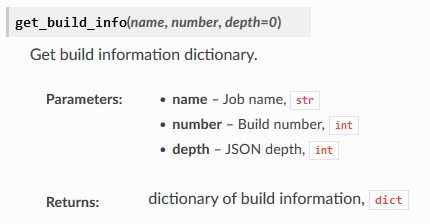 get_build_info(name, number, depth=0)
Get build information dictionary.
Parameters:
• name – Job name, str
• number – Build number, int
• depth – JSON depth, int
Returns: dictionary of build information, dict